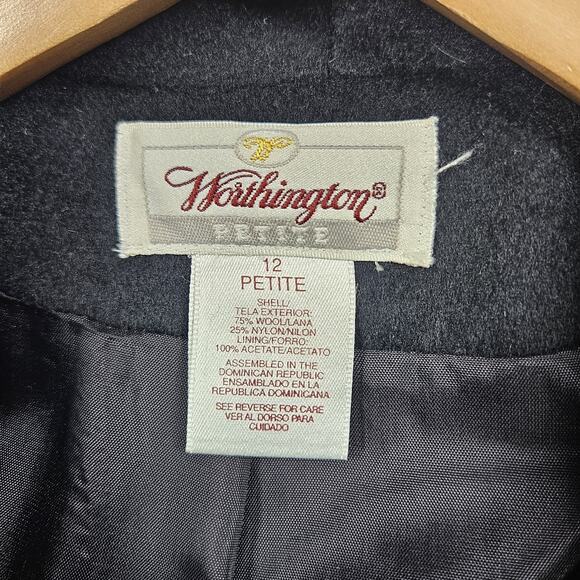 Worthington®
PETITE
12
PETITE
SHELL/
TELA EXTERIOR:
75% WOOL/LANA
25% NYLON/NILON
LINING/FORRO:
100% ACETATE/ACETATO
ASSEMBLED IN THE
DOMINICAN REPUBLIC
ENSAMBLADO EN LA
REPUBLICA DOMINICANA
SEE REVERSE FOR CARE
VER AL DORSO PARA
CUIDADO